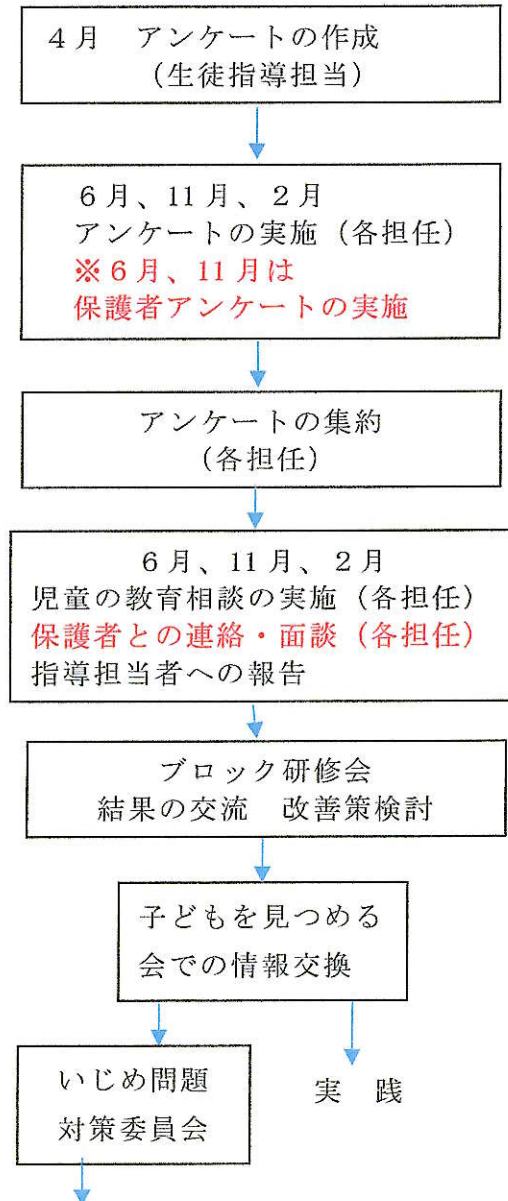 ４月　アンケートの作成
(生徒指導担当)
６月、11月、２月
アンケートの実施（各担任）
※６月、11月は
保護者アンケートの実施
アンケートの集約
(各担任)
６月、11月、２月
児童の教育相談の実施（各担任）
保護者との連絡・面談（各担任）
指導担当者への報告
ブロック研修会
結果の交流　改善策検討
子どもを見つめる
会での情報交換
いじめ問題
対策委員会
実　践